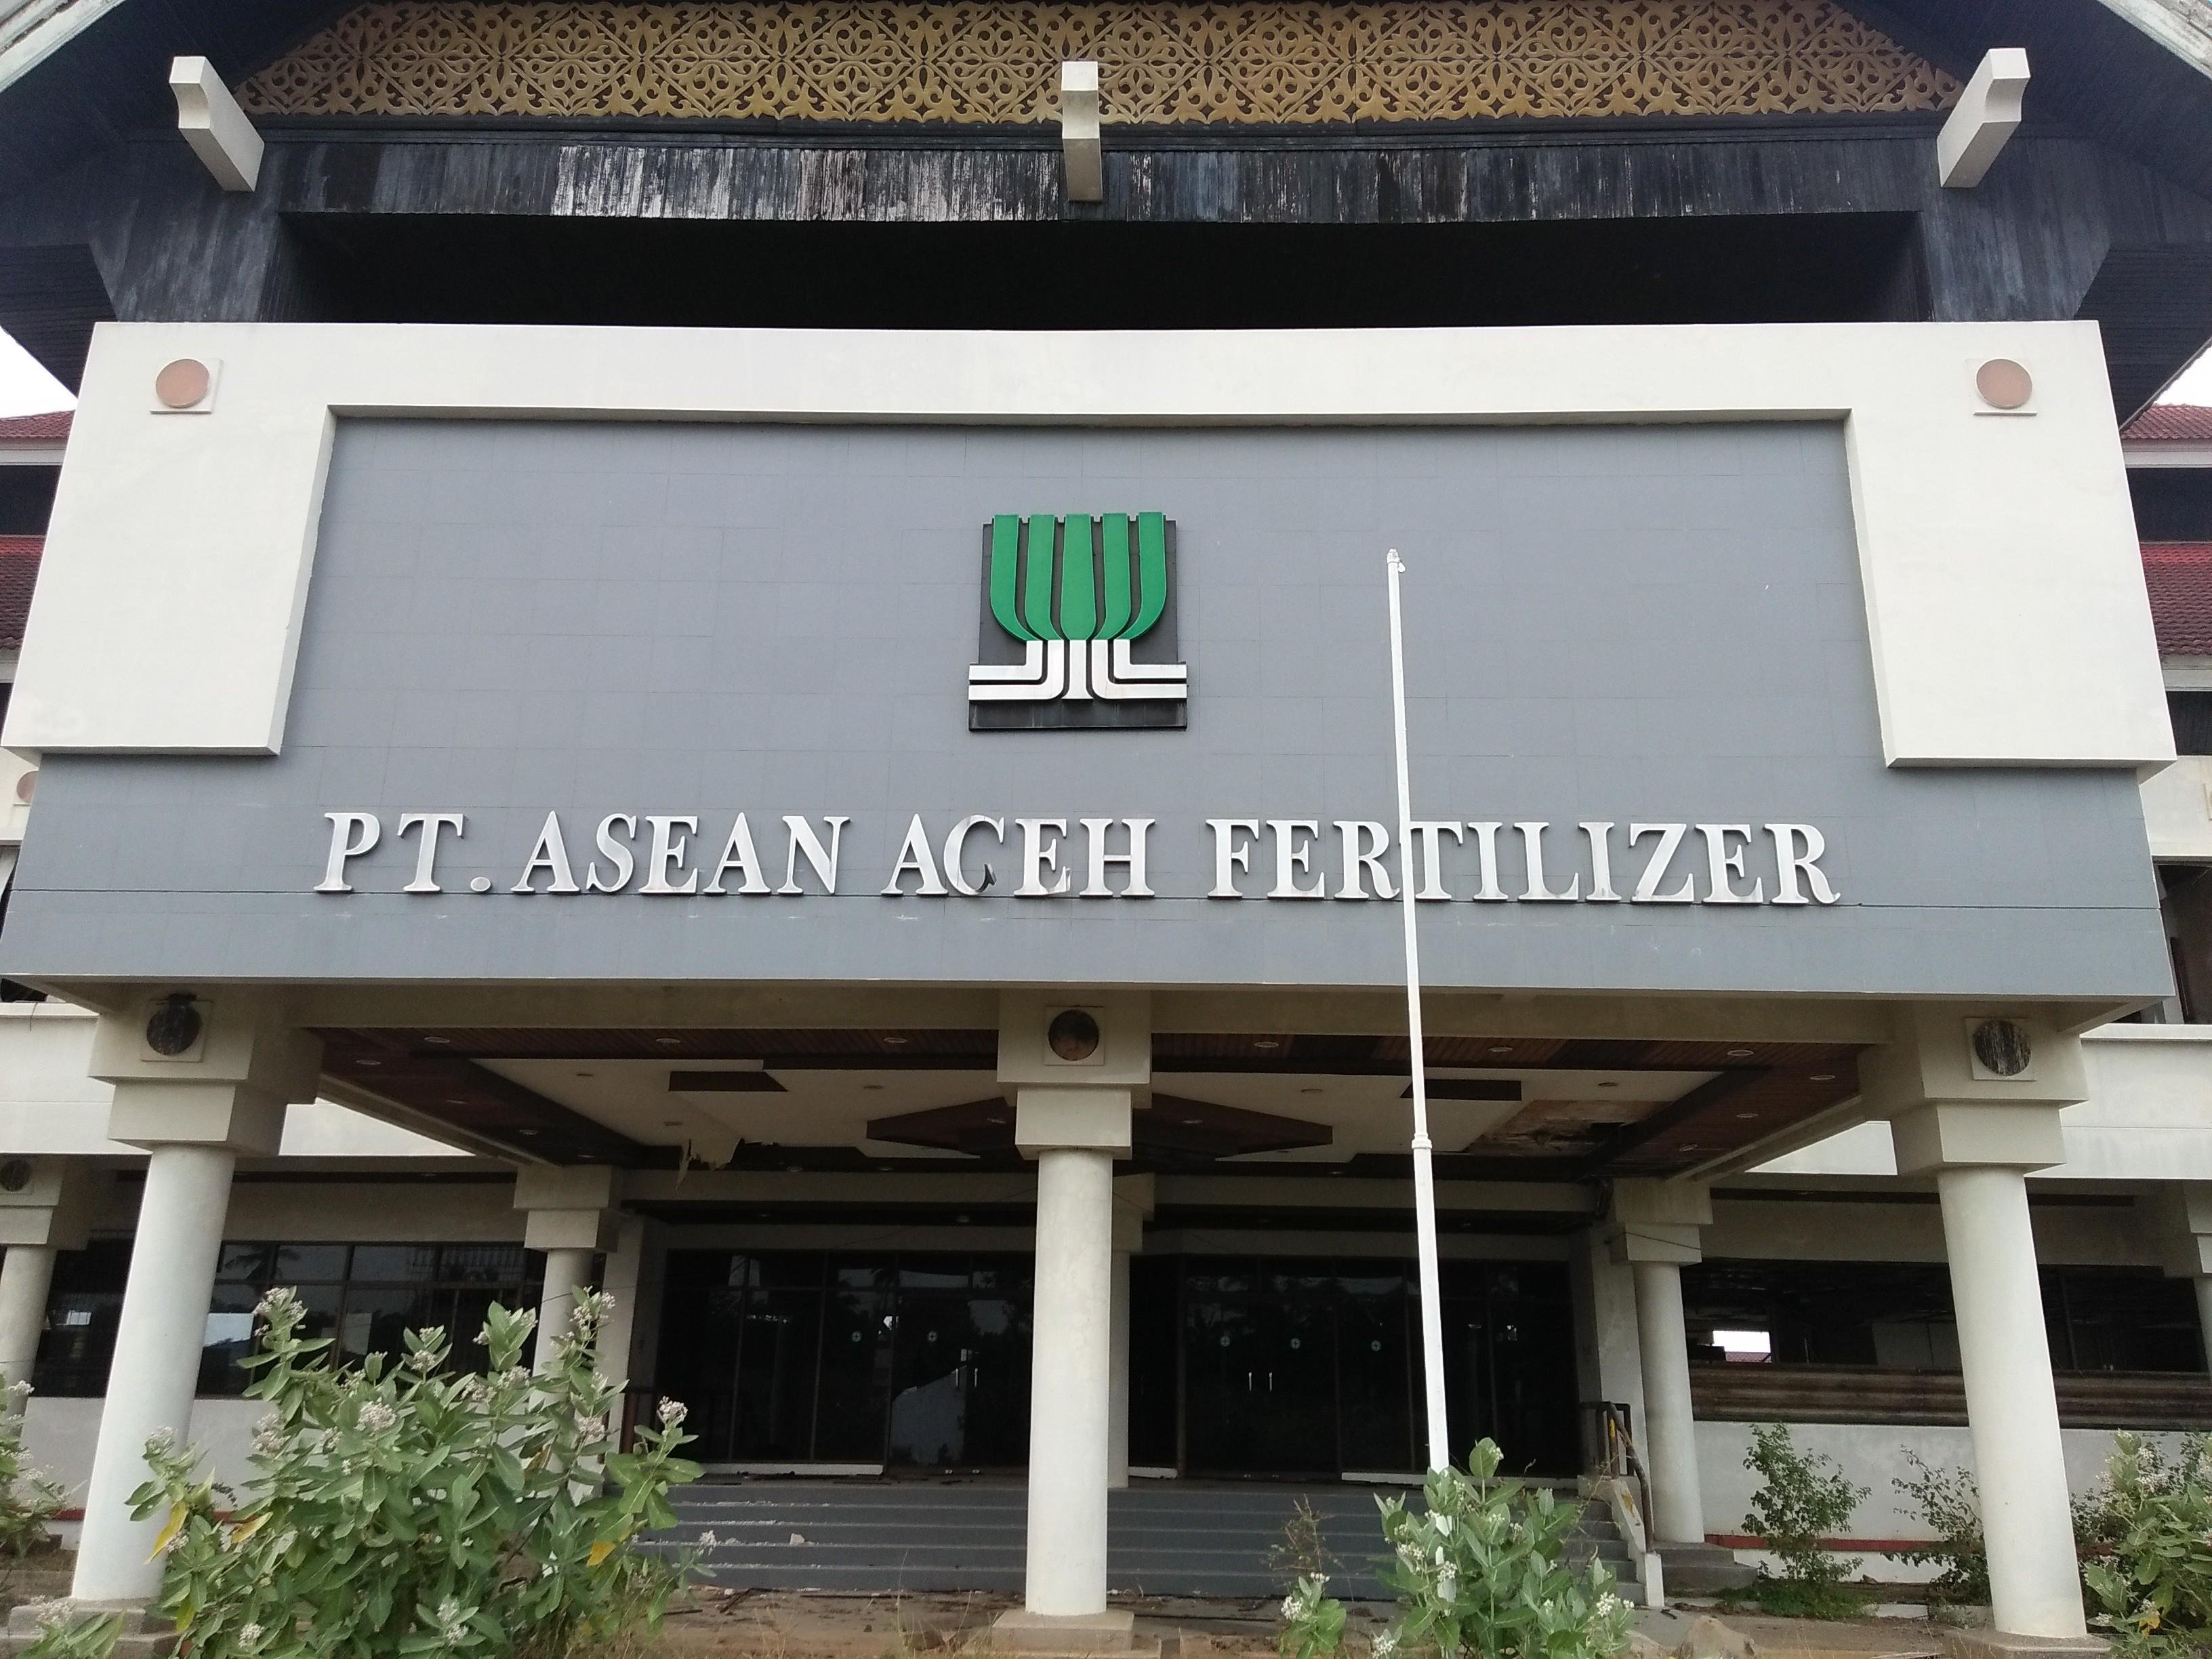 PT. ASEAN ACEH FERTILIZER